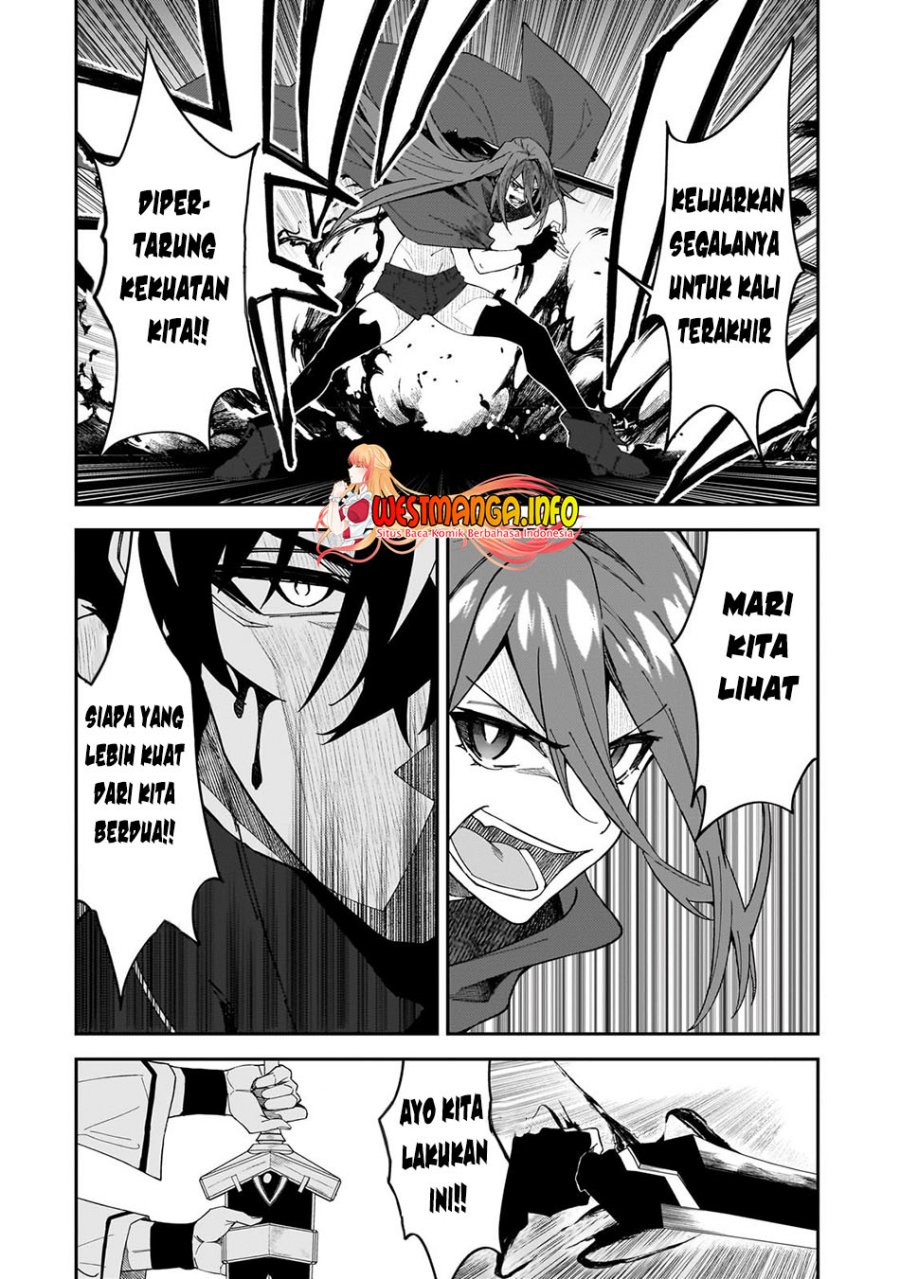 KELUARKAN
SEGALANYA
UNTUK KALI
TERAKHIR
DIPER-
TARUNG
KEKUATAN
KITA!!
WESTMANGA.INFO
Situs Baca Komik Berbahasa Indonesia
MARI
KITA
LIHAT
SIAPA YANG
LEBIH KUAT
DARI KITA
BERDUA!!
AYO KITA
LAKUKAN
INI!!